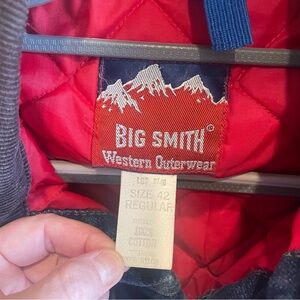 BIG SMITH®
Western Outerwear
SIZE 42
REGULAR
100%
COTTON